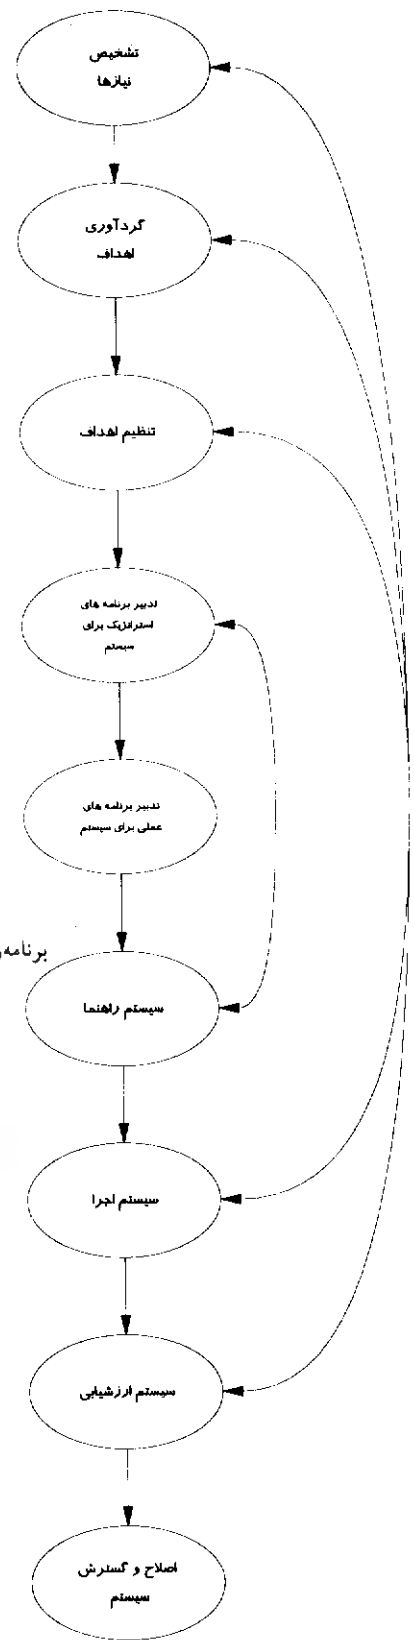 تشخیص
نیازها
گردآوری
اهداف
تنظیم اهداف
تدبیر برنامه های
استراتژیک برای
سیستم
تدبیر برنامه های
عملی برای سیستم
سیستم راهنما
سیستم اجرا
سیستم ارزشیابی
اصلاح و گسترش
سیستم